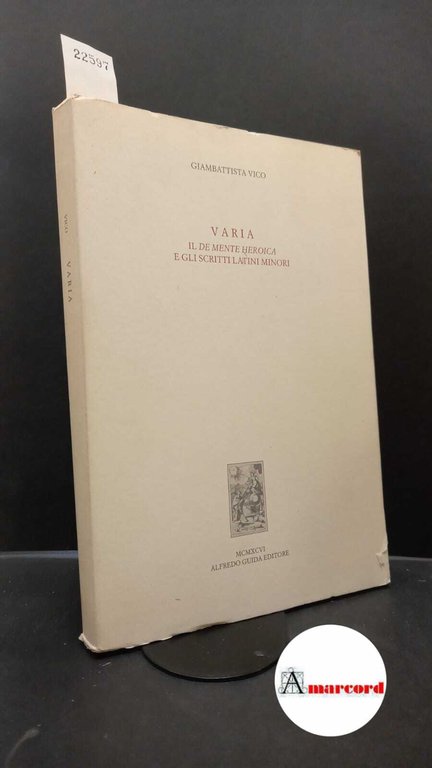 22597
GIAMBATTISTA VICO
VARIA
IL DE MENTE HEROICA
E GLI SCRITTI LATINI MINORI
MCMXCVI
ALFREDO GUIDA EDITORE
VICO VARIA
Amarcord